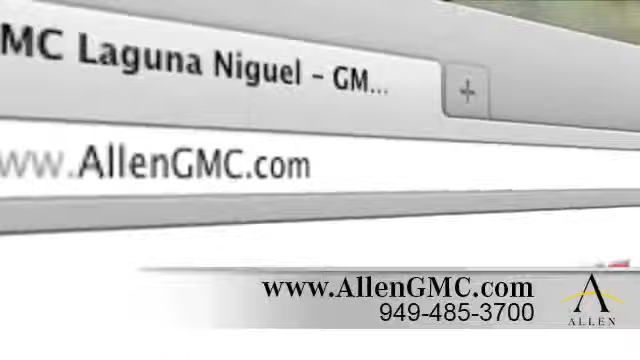 MC Laguna Niguel - GM...
ww.AllenGMC.com
www.AllenGMC.com
949-485-3700
ALLEN